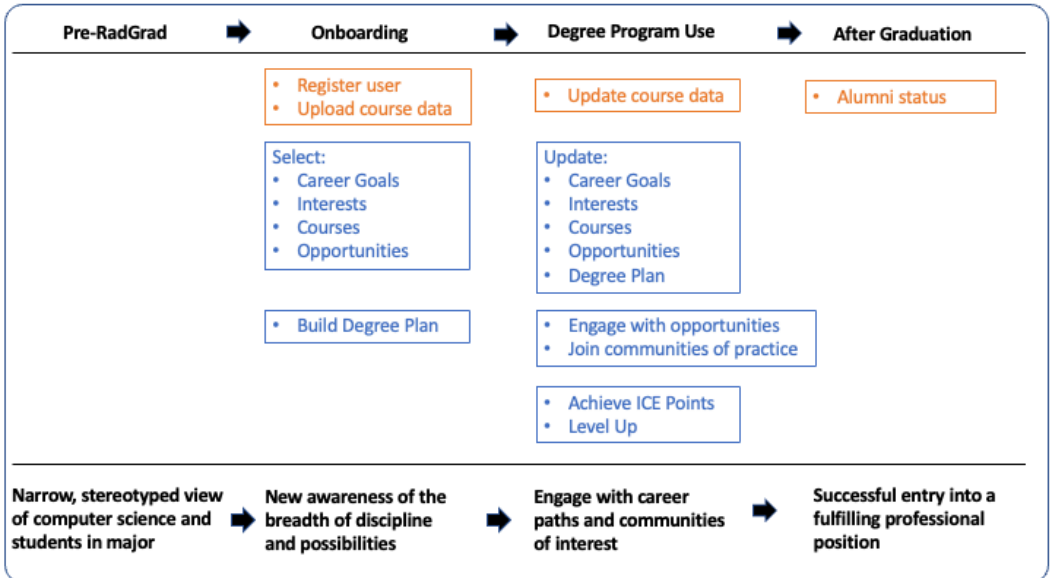 Pre-RadGrad
Onboarding
Degree Program Use
After Graduation
• Register user
• Upload course data
• Update course data
• Alumni status
Select:
• Career Goals
• Interests
• Courses
• Opportunities
Update:
• Career Goals
• Interests
• Courses
• Opportunities
• Degree Plan
• Build Degree Plan
• Engage with opportunities
• Join communities of practice
• Achieve ICE Points
• Level Up
Narrow, stereotyped view
of computer science and
students in major
New awareness of the
breadth of discipline
and possibilities
Engage with career
paths and communities
of interest
Successful entry into a
fulfilling professional
position